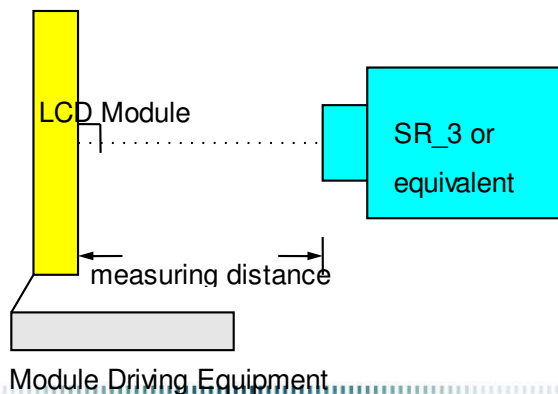 LCD Module
SR_3 or
equivalent
measuring distance
Module Driving Equipment